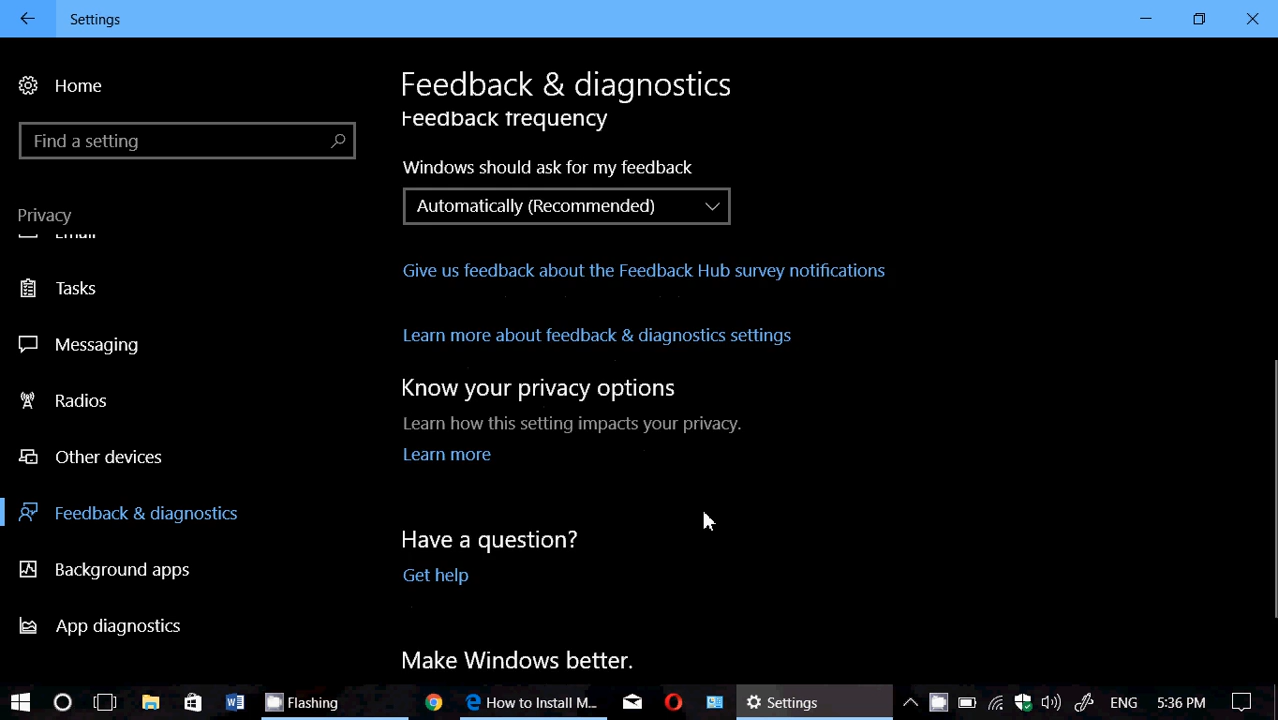 Settings
Home
Find a setting
Privacy
Email
Tasks
Messaging
Radios
Other devices
Feedback & diagnostics
Background apps
App diagnostics
Feedback & diagnostics
Feedback frequency
Windows should ask for my feedback
Automatically (Recommended)
Give us feedback about the Feedback Hub survey notifications
Learn more about feedback & diagnostics settings
Know your privacy options
Learn how this setting impacts your privacy.
Learn more
Have a question?
Get help
Make Windows better.
Flashing
How to Install M...
Settings
ENG
5:36 PM